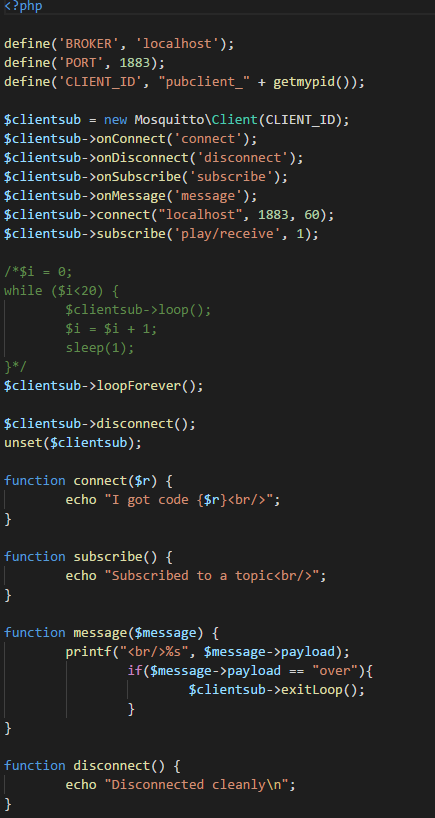 <?php
define('BROKER', 'localhost');
define('PORT', 1883);
define('CLIENT_ID', "pubclient_" + getmypid());
$clientsub = new Mosquitto\Client(CLIENT_ID);
$clientsub->onConnect('connect');
$clientsub->onDisconnect('disconnect');
$clientsub->onSubscribe('subscribe');
$clientsub->onMessage('message');
$clientsub->connect("localhost", 1883, 60);
$clientsub->subscribe('play/receive', 1);
/*$i = 0;
while ($i<20) {
$clientsub->loop();
$i = $i + 1;
sleep(1);
}*/
$clientsub->loopForever();
$clientsub->disconnect();
unset($clientsub);
function connect($r) {
echo "I got code {$r}<br/>";
}
function subscribe() {
echo "Subscribed to a topic<br/>";
}
function message($message) {
printf("<br/>%s", $message->payload);
if($message->payload == "over"){
$clientsub->exitLoop();
}
}
function disconnect() {
echo "Disconnected cleanly\n";
}